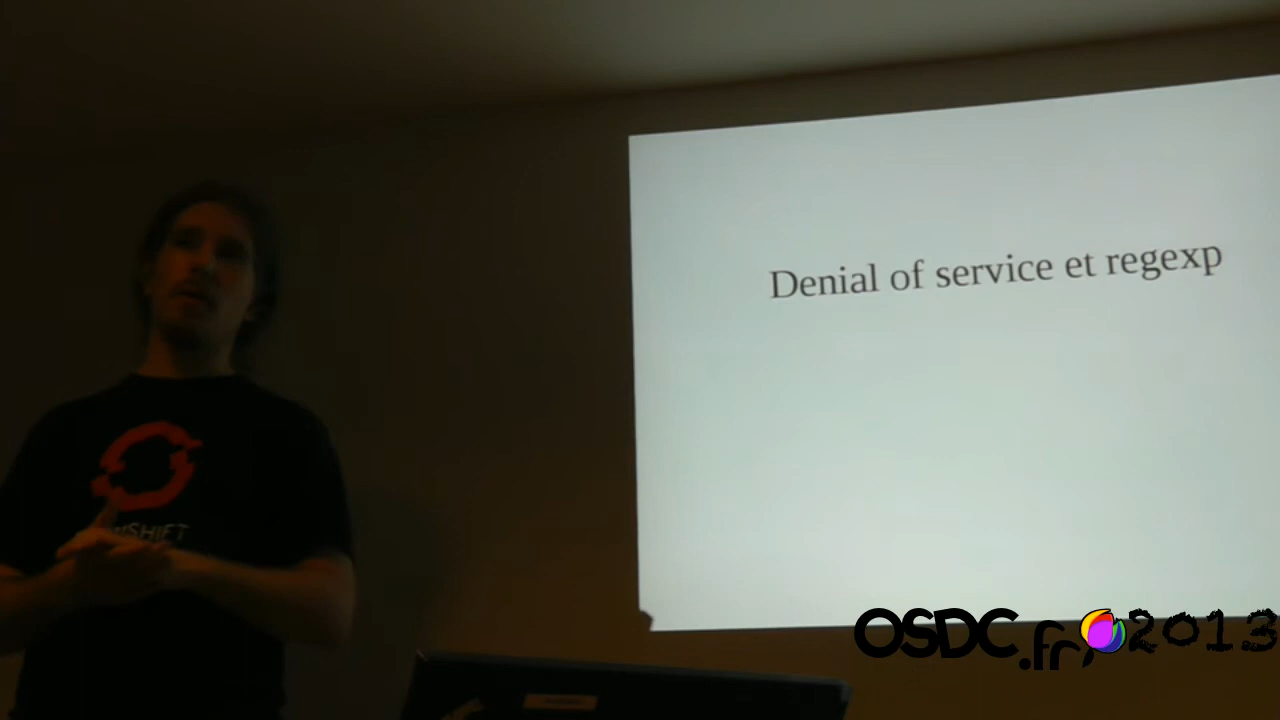 Denial of service et regexp
OSDC.fr 2013